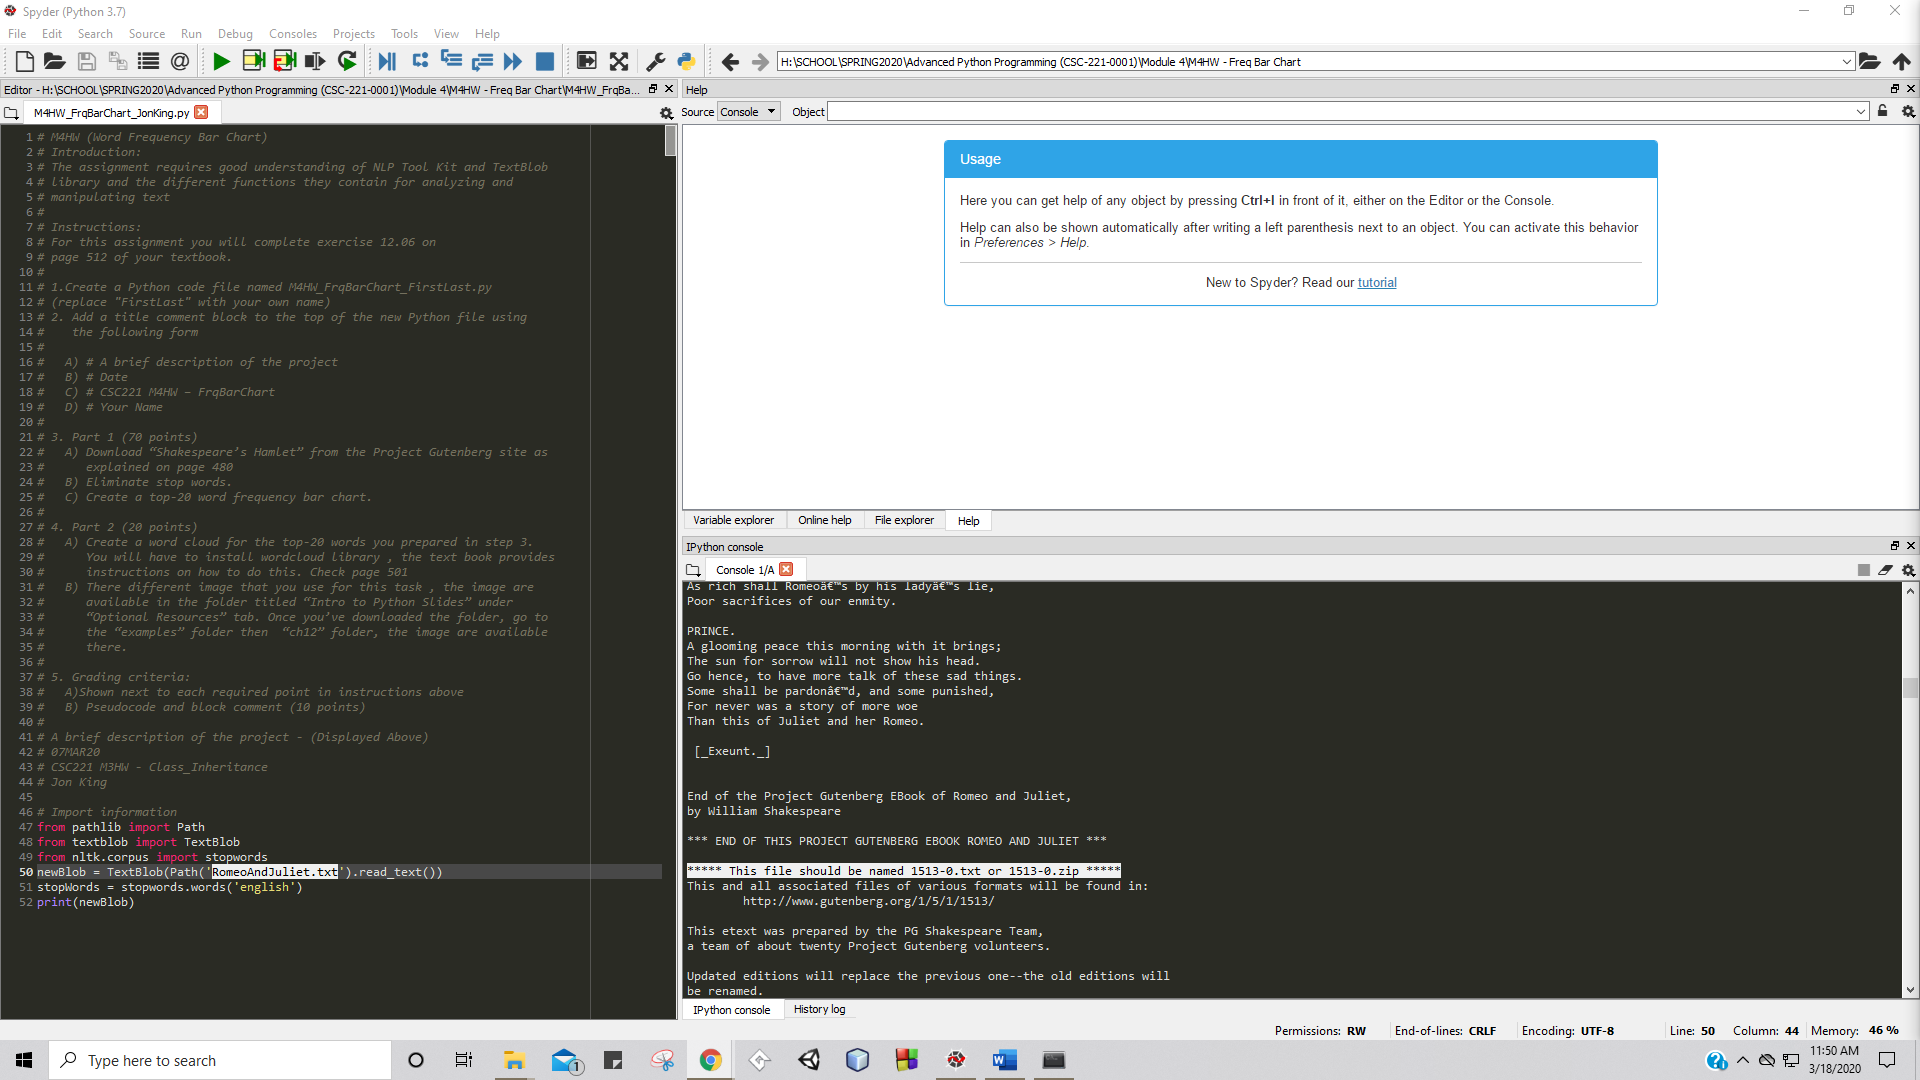 Spyder (Python 3.7)
File Edit Search Source Run Debug Consoles Projects Tools View Help
H:\SCHOOL\SPRING2020\Advanced Python Programming (CSC-221-0001)\Module 4\M4HW - Freq Bar Chart
Editor - H:\SCHOOL\SPRING2020\Advanced Python Programming (CSC-221-0001)\Module 4\M4HW - Freq Bar Chart\M4HW_FrqBa...
M4HW_FrqBarChart_JonKing.py
1 # M4HW (Word Frequency Bar Chart)
2 # Introduction:
3 # The assignment requires good understanding of NLP Tool Kit and TextBlob
4 # library and the different functions they contain for analyzing and
5 # manipulating text
6 #
7 # Instructions:
8 # For this assignment you will complete exercise 12.06 on
9 # page 512 of your textbook.
10 #
11 # 1.Create a Python code file named M4HW_FrqBarChart_FirstLast.py
12 # (replace "FirstLast" with your own name)
13 # 2. Add a title comment block to the top of the new Python file using
14 #    the following form
15 #
16 #   A) # A brief description of the project
17 #   B) # Date
18 #   C) # CSC221 M4HW – FrqBarChart
19 #   D) # Your Name
20 #
21 # 3. Part 1 (70 points)
22 #   A) Download “Shakespeare’s Hamlet” from the Project Gutenberg site as
23 #      explained on page 480
24 #   B) Eliminate stop words.
25 #   C) Create a top-20 word frequency bar chart.
26 #
27 # 4. Part 2 (20 points)
28 #   A) Create a word cloud for the top-20 words you prepared in step 3.
29 #      You will have to install wordcloud library , the text book provides
30 #      instructions on how to do this. Check page 501
31 #   B) There different image that you use for this task , the image are
32 #      available in the folder titled “Intro to Python Slides” under
33 #      “Optional Resources” tab. Once you’ve downloaded the folder, go to
34 #      the “examples” folder then  “ch12” folder, the image are available
35 #      there.
36 #
37 # 5. Grading criteria:
38 #   A)Shown next to each required point in instructions above
39 #   B) Pseudocode and block comment (10 points)
40 #
41 # A brief description of the project - (Displayed Above)
42 # 07MAR20
43 # CSC221 M3HW - Class_Inheritance
44 # Jon King
45
46 # Import information
47 from pathlib import Path
48 from textblob import TextBlob
49 from nltk.corpus import stopwords
50 newBlob = TextBlob(Path('RomeoAndJuliet.txt').read_text())
51 stopWords = stopwords.words('english')
52 print(newBlob)
Help
Source Console Object
Usage
Here you can get help of any object by pressing Ctrl+I in front of it, either on the Editor or the Console.
Help can also be shown automatically after writing a left parenthesis next to an object. You can activate this behavior
in Preferences > Help.
New to Spyder? Read our tutorial
Variable explorer Online help File explorer Help
IPython console
Console 1/A
As rich shall Romeoâ€™s by his ladyâ€™s lie,
Poor sacrifices of our enmity.
PRINCE.
A glooming peace this morning with it brings;
The sun for sorrow will not show his head.
Go hence, to have more talk of these sad things.
Some shall be pardonâ€™d, and some punished,
For never was a story of more woe
Than this of Juliet and her Romeo.
[_Exeunt._]
End of the Project Gutenberg EBook of Romeo and Juliet,
by William Shakespeare
*** END OF THIS PROJECT GUTENBERG EBOOK ROMEO AND JULIET ***
***** This file should be named 1513-0.txt or 1513-0.zip *****
This and all associated files of various formats will be found in:
http://www.gutenberg.org/1/5/1/1513/
This etext was prepared by the PG Shakespeare Team,
a team of about twenty Project Gutenberg volunteers.
Updated editions will replace the previous one--the old editions will
be renamed.
IPython console History log
Permissions: RW End-of-lines: CRLF Encoding: UTF-8 Line: 50 Column: 44 Memory: 46 %
Type here to search
1
11:50 AM
3/18/2020